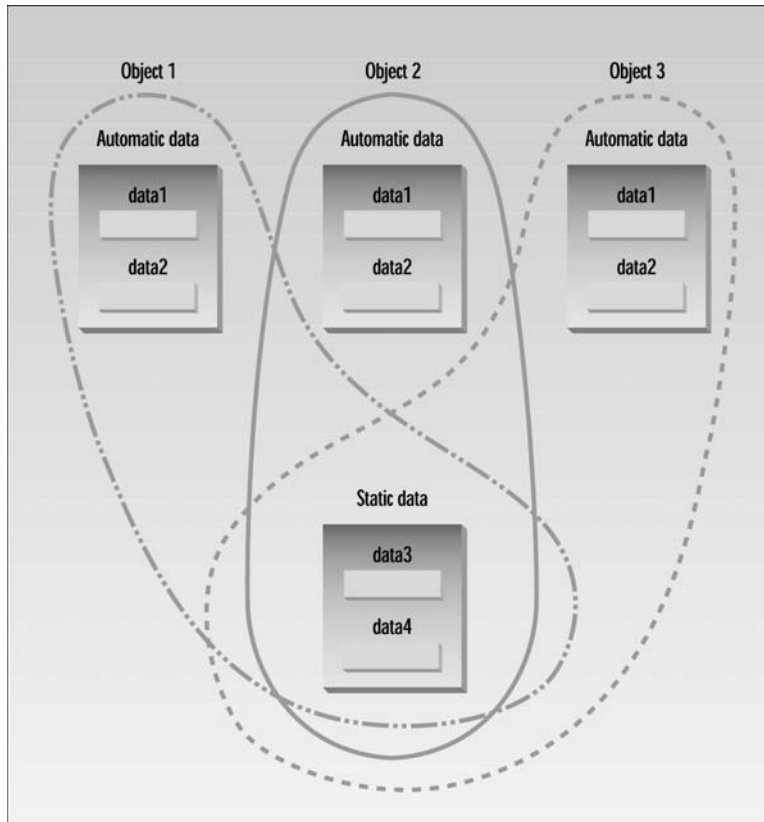 Object 1 Object 2 Object 3
Automatic data Automatic data Automatic data
data1 data1 data1
data2 data2 data2
Static data
data3
data4